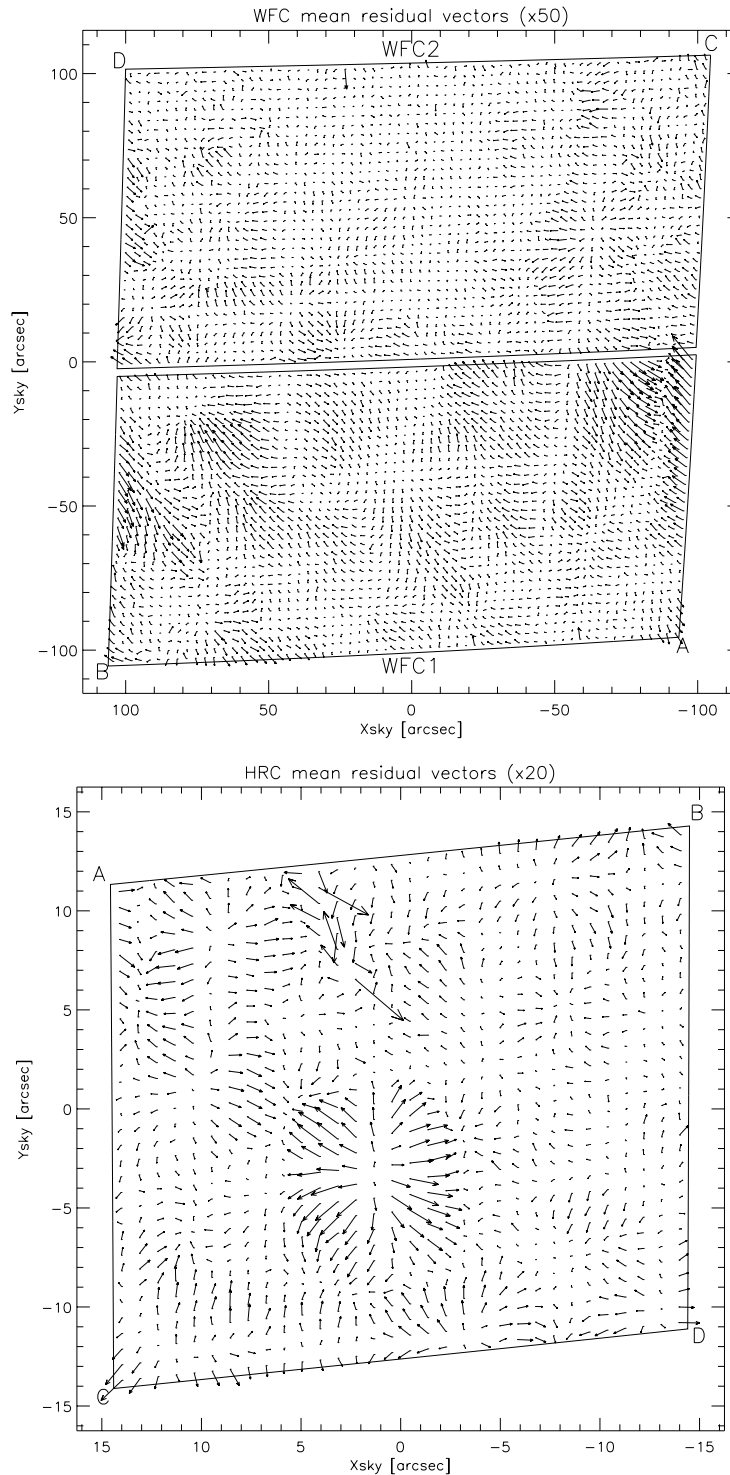 WFC mean residual vectors (x50)
D WFC2 C
100
50
0
−50
−100
Ysky [arcsec]
B WFC1 A
100 50 0 −50 −100
Xsky [arcsec]
HRC mean residual vectors (x20)
15
B
A
10
5
0
−5
−10
−15
Ysky [arcsec]
D
C
15 10 5 0 −5 −10 −15
Xsky [arcsec]